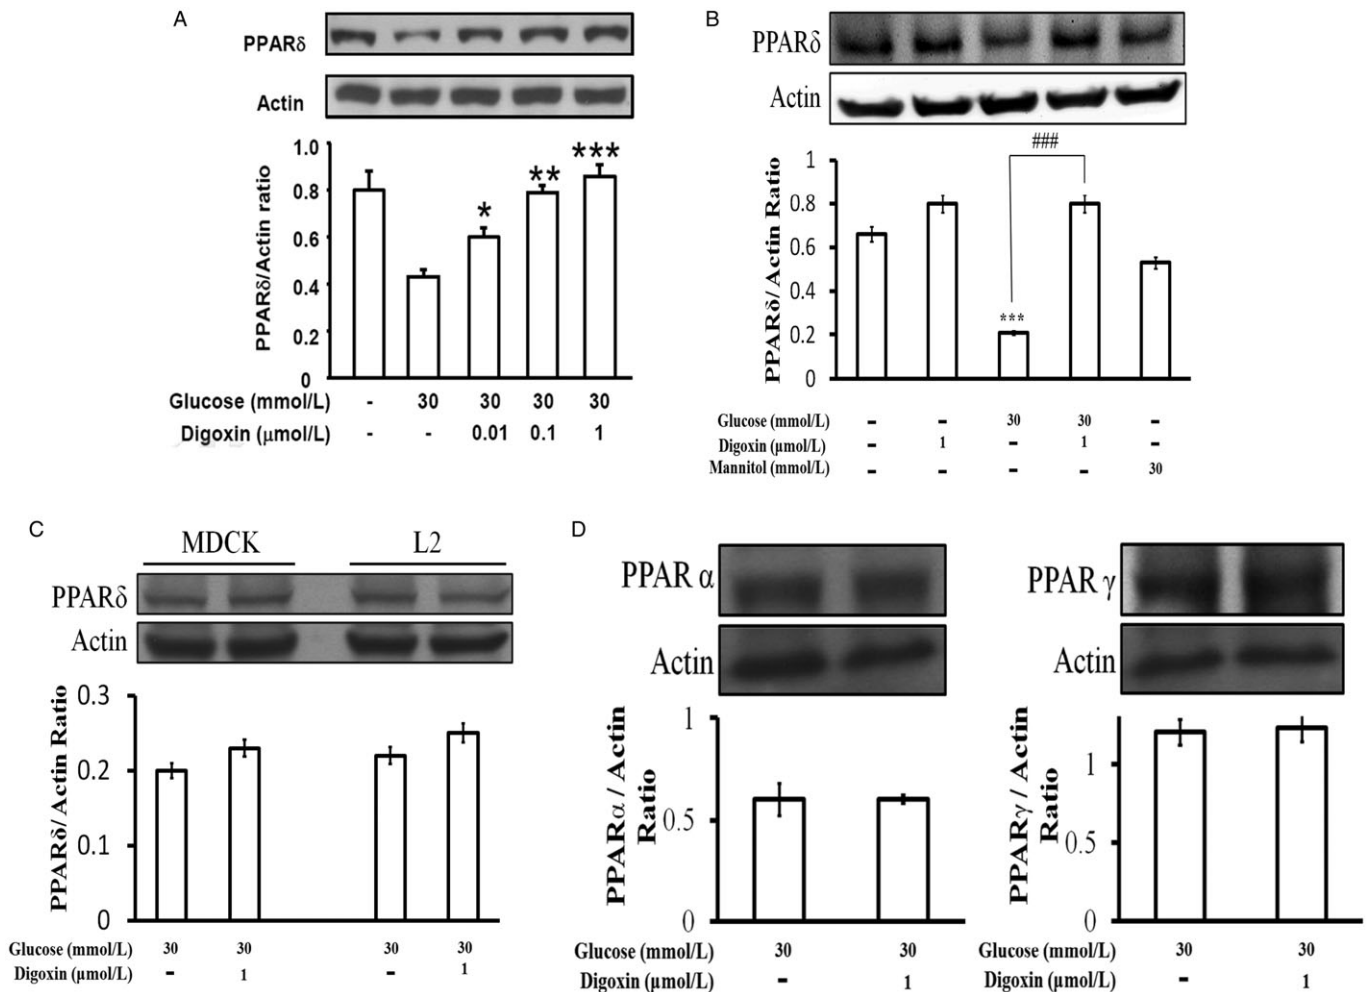 A
PPARδ
Actin
PPARδ/Actin ratio
1.0
0.8
0.6
0.4
0.2
0
*
**
***
Glucose (mmol/L) - 30 30 30 30
Digoxin (μmol/L) - - 0.01 0.1 1
B
PPARδ
Actin
###
PPARδ/ Actin Ratio
1
0.8
0.6
0.4
0.2
0
***
Glucose (mmol/L) - - 30 30 -
Digoxin (μmol/L) - 1 - 1 -
Mannitol (mmol/L) - - - - 30
C
MDCK L2
PPARδ
Actin
PPARδ/ Actin Ratio
0.3
0.2
0.1
0
Glucose (mmol/L) 30 30 30 30
Digoxin (μmol/L) - 1 - 1
D
PPAR α
Actin
PPARα / Actin
Ratio
1
0.5
0
Glucose (mmol/L) 30 30
Digoxin (μmol/L) - 1
PPAR γ
Actin
PPARγ / Actin
Ratio
1
0.5
0
Glucose (mmol/L) 30 30
Digoxin (μmol/L) - 1